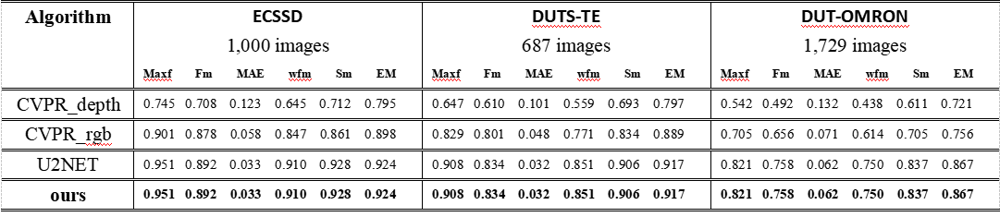 Algorithm ECSSD DUTS-TE DUT-OMRON
1,000 images 687 images 1,729 images
Maxf Fm MAE wfm Sm EM Maxf Fm MAE wfm Sm EM Maxf Fm MAE wfm Sm EM
CVPR_depth 0.745 0.708 0.123 0.645 0.712 0.795 0.647 0.610 0.101 0.559 0.693 0.797 0.542 0.492 0.132 0.438 0.611 0.721
CVPR_rgb 0.901 0.878 0.058 0.847 0.861 0.898 0.829 0.801 0.048 0.771 0.834 0.889 0.705 0.656 0.071 0.614 0.705 0.756
U2NET 0.951 0.892 0.033 0.910 0.928 0.924 0.908 0.834 0.032 0.851 0.906 0.917 0.821 0.758 0.062 0.750 0.837 0.867
ours 0.951 0.892 0.033 0.910 0.928 0.924 0.908 0.834 0.032 0.851 0.906 0.917 0.821 0.758 0.062 0.750 0.837 0.867